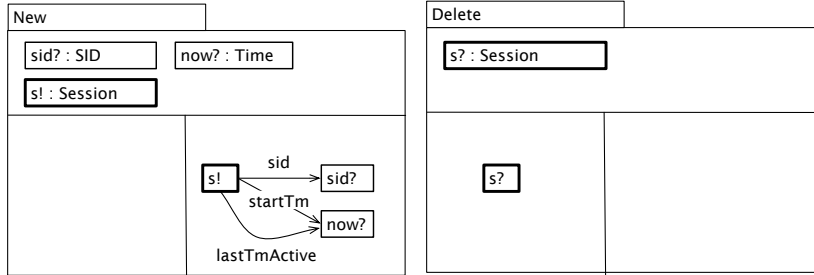 New
sid? : SID
now? : Time
s! : Session
s!
sid
sid?
startTm
now?
lastTmActive
Delete
s? : Session
s?